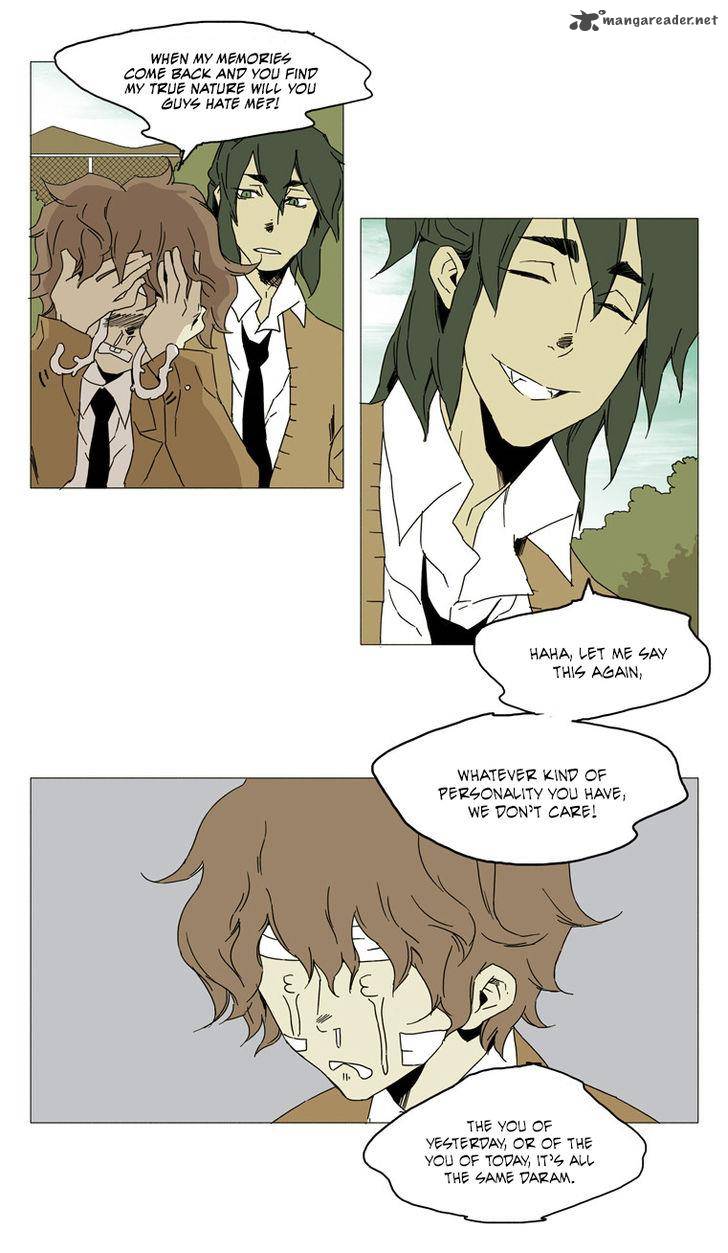 mangareader.net
WHEN MY MEMORIES
COME BACK AND YOU FIND
MY TRUE NATURE WILL YOU
GUYS HATE ME?!
HAHA, LET ME SAY
THIS AGAIN,
WHATEVER KIND OF
PERSONALITY YOU HAVE,
WE DON'T CARE!
THE YOU OF
YESTERDAY, OR OF THE
YOU OF TODAY, IT'S ALL
THE SAME DARAM.